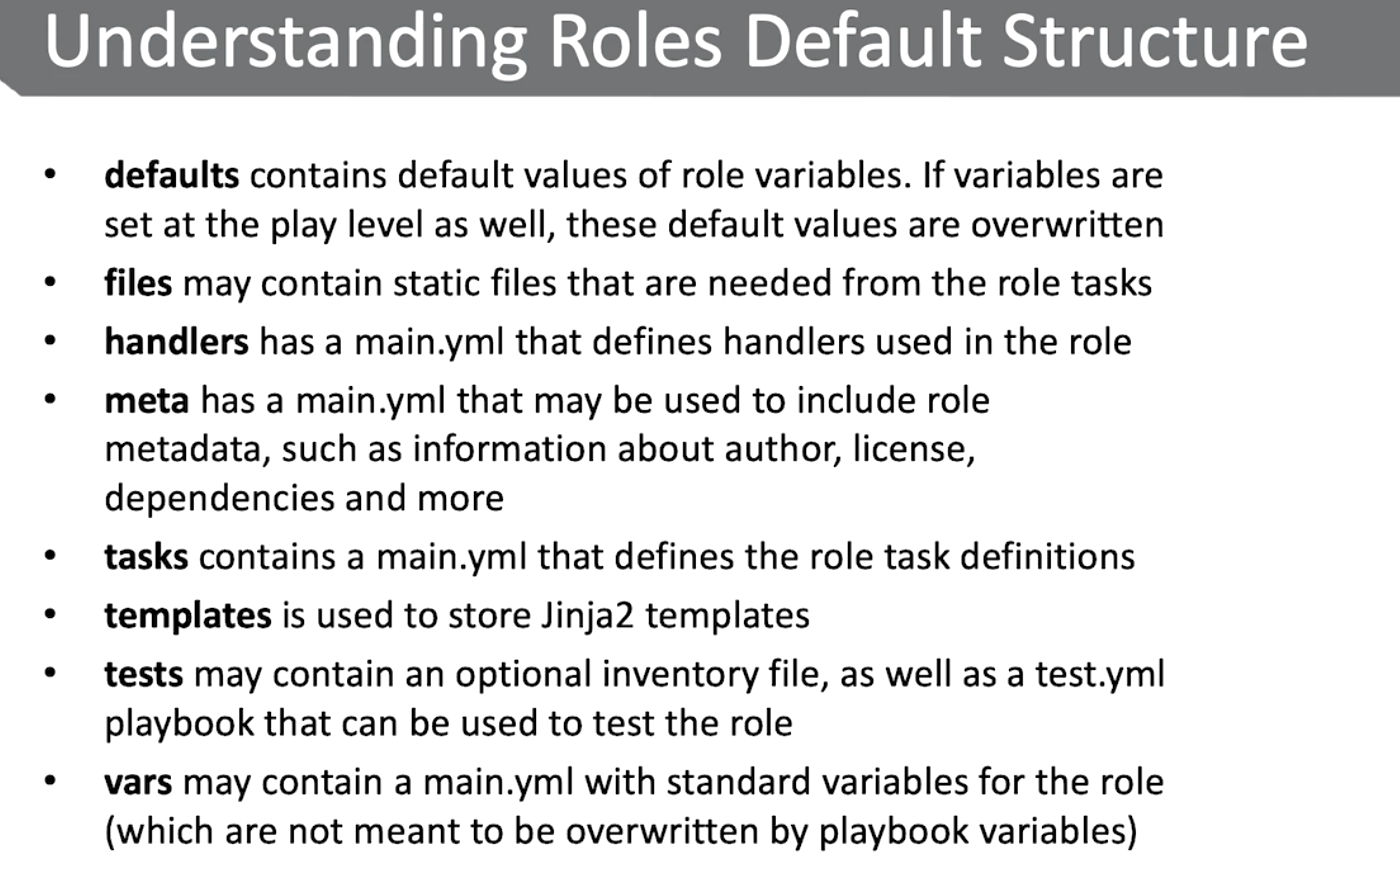 Understanding Roles Default Structure
• defaults contains default values of role variables. If variables are
set at the play level as well, these default values are overwritten
• files may contain static files that are needed from the role tasks
• handlers has a main.yml that defines handlers used in the role
• meta has a main.yml that may be used to include role
metadata, such as information about author, license,
dependencies and more
• tasks contains a main.yml that defines the role task definitions
• templates is used to store Jinja2 templates
• tests may contain an optional inventory file, as well as a test.yml
playbook that can be used to test the role
• vars may contain a main.yml with standard variables for the role
(which are not meant to be overwritten by playbook variables)